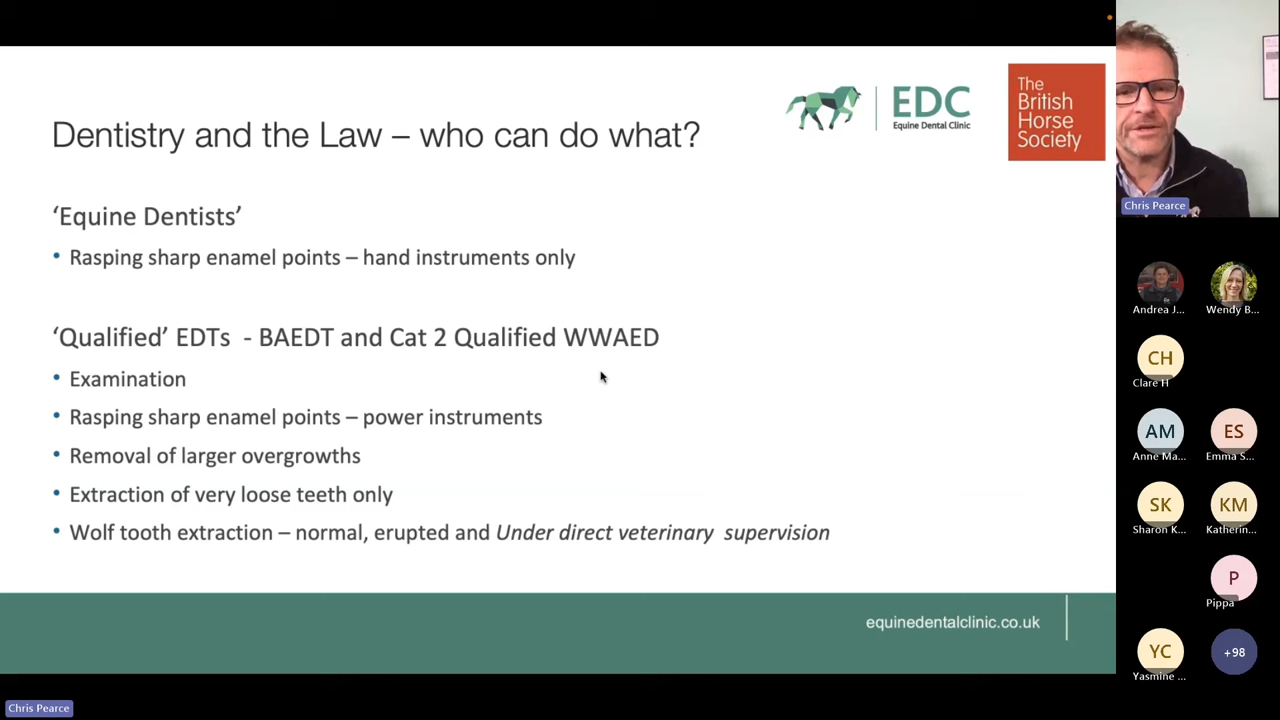 Dentistry and the Law – who can do what?
EDC
Equine Dental Clinic
The
British
Horse
Society
‘Equine Dentists’
• Rasping sharp enamel points – hand instruments only
‘Qualified’ EDTs - BAEDT and Cat 2 Qualified WWAED
• Examination
• Rasping sharp enamel points – power instruments
• Removal of larger overgrowths
• Extraction of very loose teeth only
• Wolf tooth extraction – normal, erupted and Under direct veterinary supervision
equinedentalclinic.co.uk
Chris Pearce
Andrea J...
Wendy B...
CH
Clare H
AM
Anne Ma...
ES
Emma S...
SK
Sharon K...
KM
Katherin...
P
Pippa
YC
Yasmine ...
+98
Chris Pearce